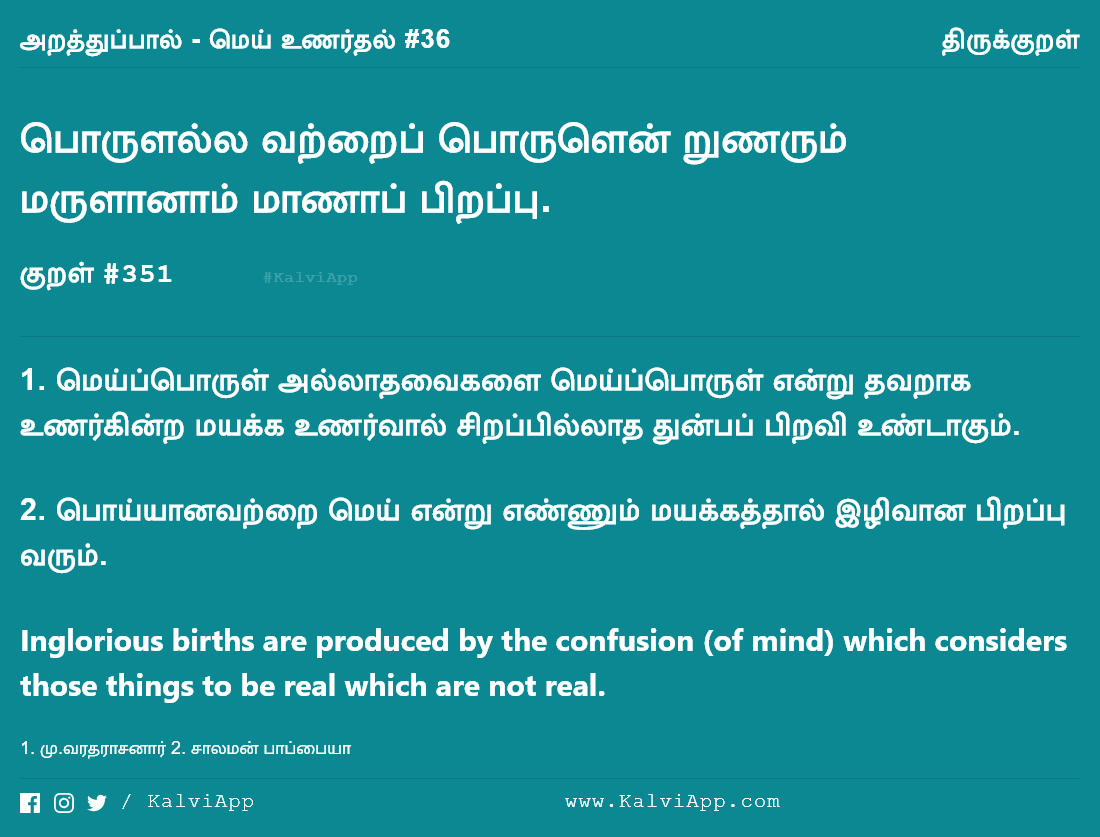 அறத்துப்பால் - மெய் உணர்தல் #36
திருக்குறள்
பொருளல்ல வற்றைப் பொருளென் றுணரும்
மருளானாம் மாணாப் பிறப்பு.
குறள் #351
#KalviApp
1. மெய்ப்பொருள் அல்லாதவைகளை மெய்ப்பொருள் என்று தவறாக
உணர்கின்ற மயக்க உணர்வால் சிறப்பில்லாத துன்பப் பிறவி உண்டாகும்.
2. பொய்யானவற்றை மெய் என்று எண்ணும் மயக்கத்தால் இழிவான பிறப்பு
வரும்.
Inglorious births are produced by the confusion (of mind) which considers
those things to be real which are not real.
1. மு.வரதராசனார் 2. சாலமன் பாப்பையா
/ KalviApp
www.KalviApp.com